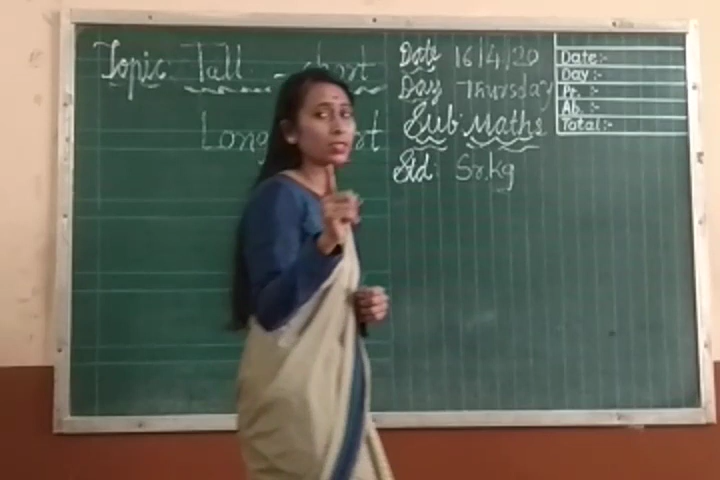 Topic: Tall - short
Long
Date 16/4/20
Day Thursday
Sub: Maths
Std: Sr.Kg
Date:-
Day:-
Pr. :-
Ab. :-
Total:-